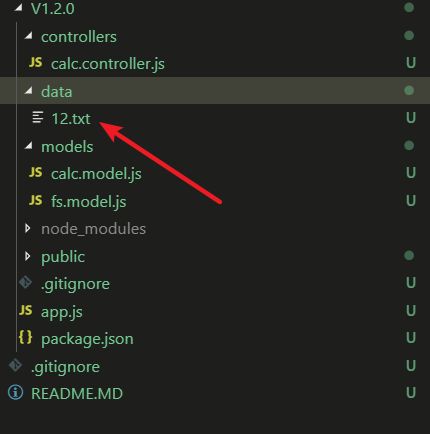 V1.2.0
controllers
JS calc.controller.js U
data
12.txt U
models
JS calc.model.js U
JS fs.model.js U
node_modules
public
.gitignore U
JS app.js U
{ } package.json U
.gitignore U
README.MD U